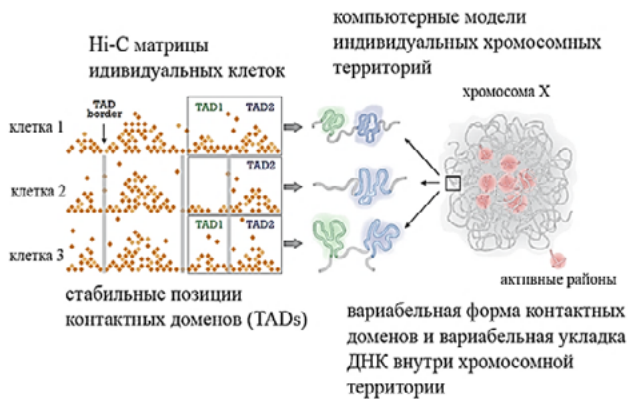 Hi-C матрицы
идивидуальных клеток
компьютерные модели
индивидуальных хромосомных
территорий
TAD
border
TAD1 TAD2
клетка 1
хромосома X
TAD2
клетка 2
TAD1 TAD2
клетка 3
активные районы
стабильные позиции
контактных доменов (TADs)
вариабельная форма контактных
доменов и вариабельная укладка
ДНК внутри хромосомной
территории